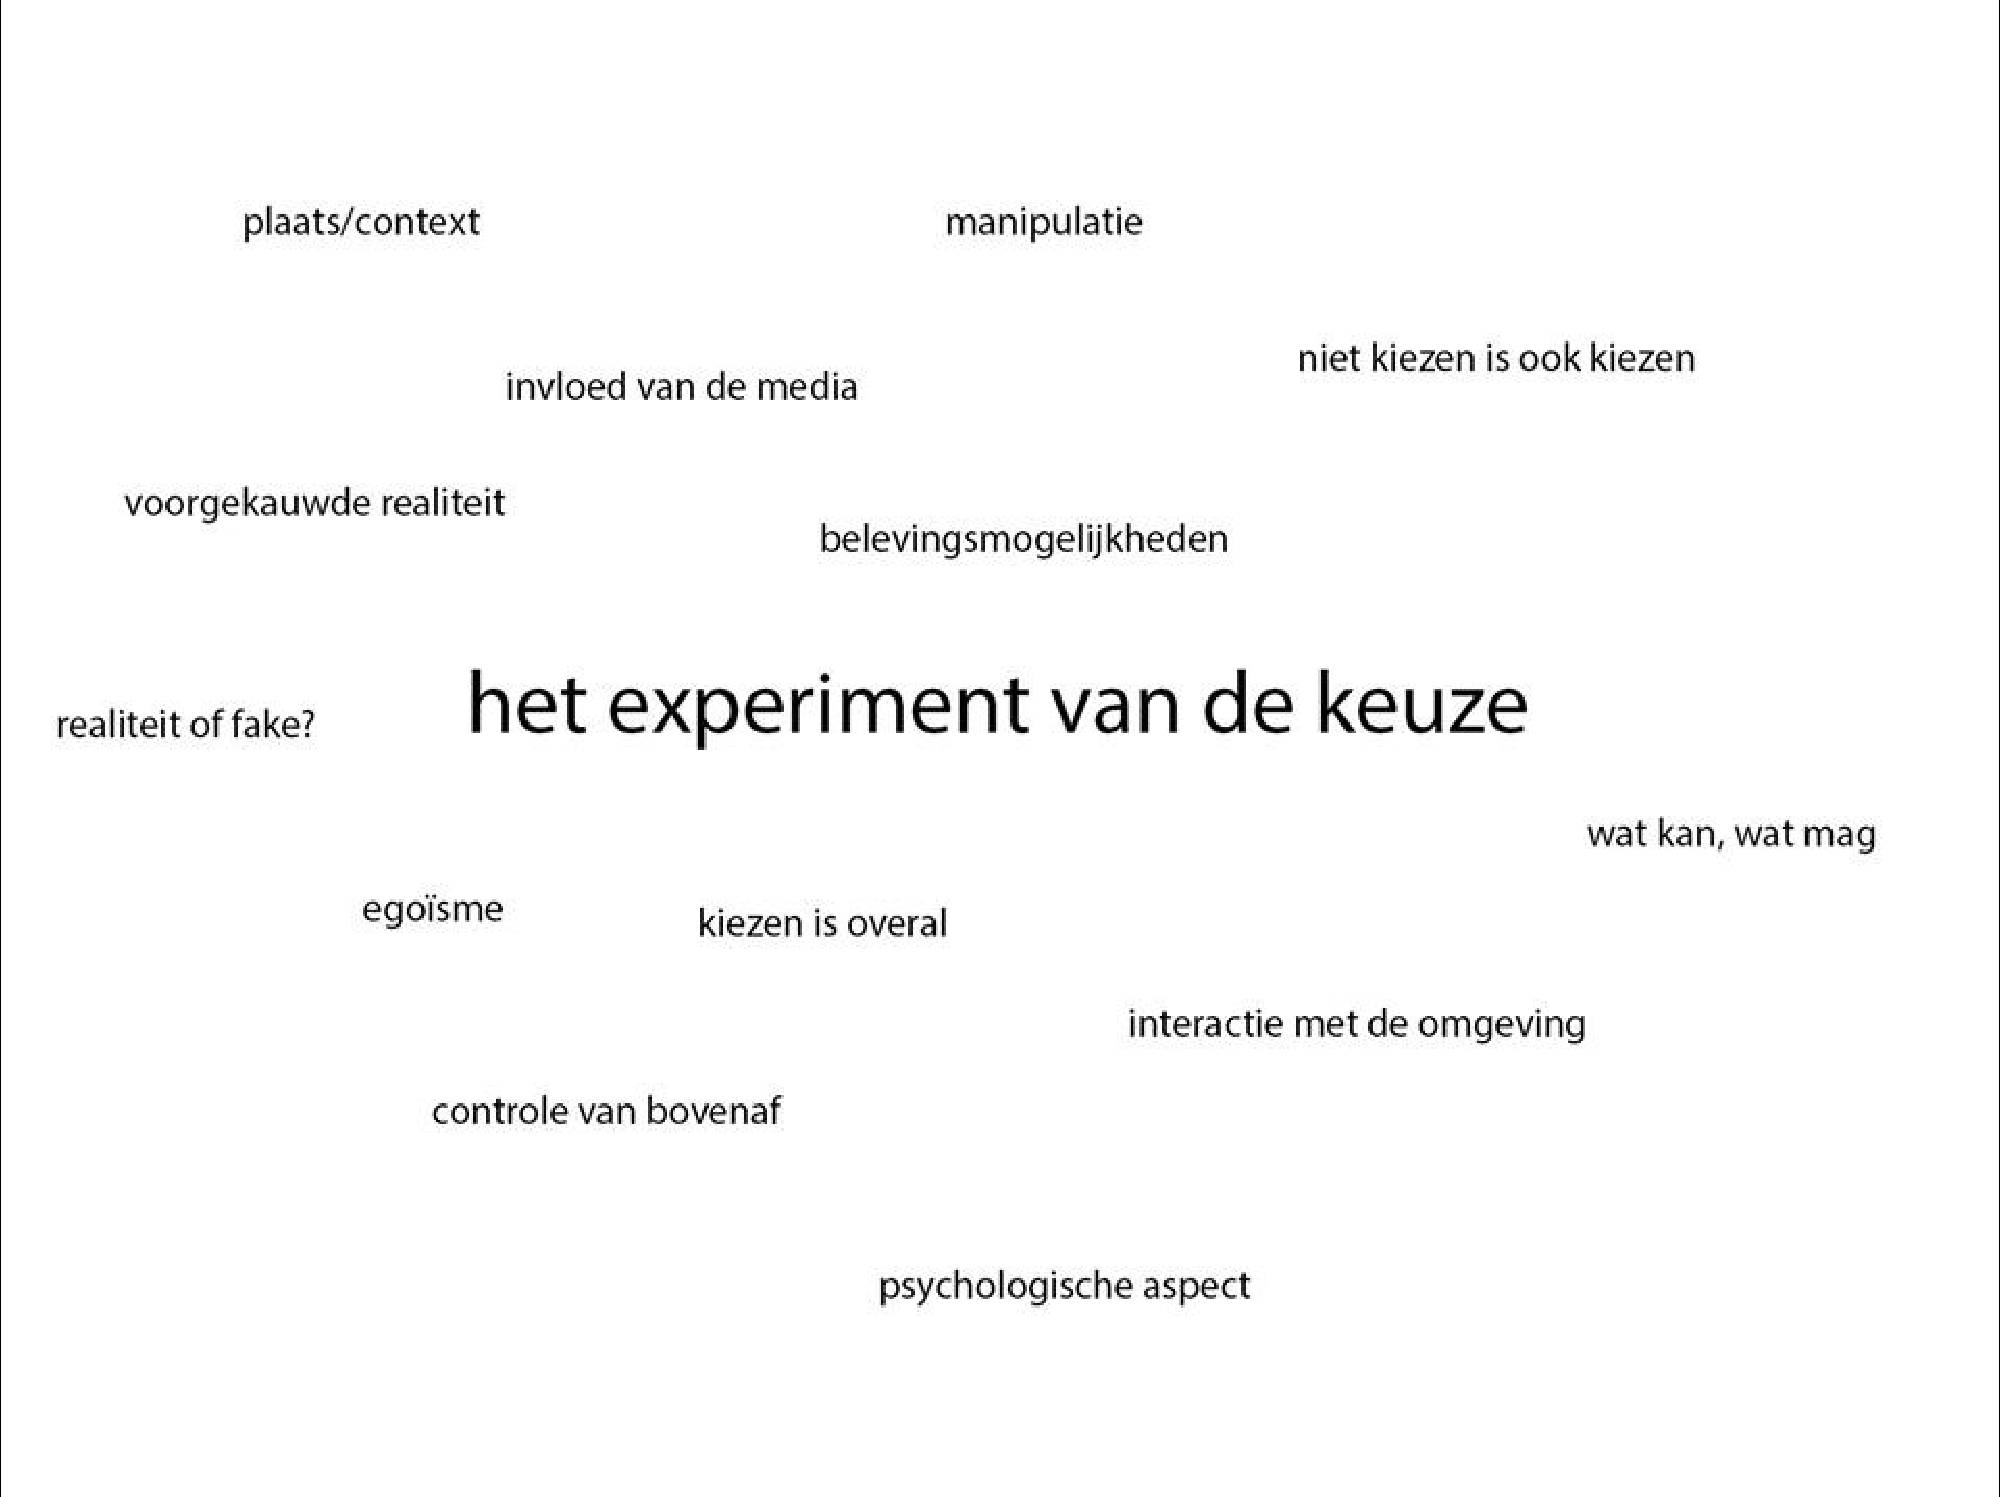 plaats/context
manipulatie
niet kiezen is ook kiezen
invloed van de media
voorgekauwde realiteit
belevingsmogelijkheden
het experiment van de keuze
realiteit of fake?
wat kan, wat mag
egoïsme
kiezen is overal
interactie met de omgeving
controle van bovenaf
psychologische aspect